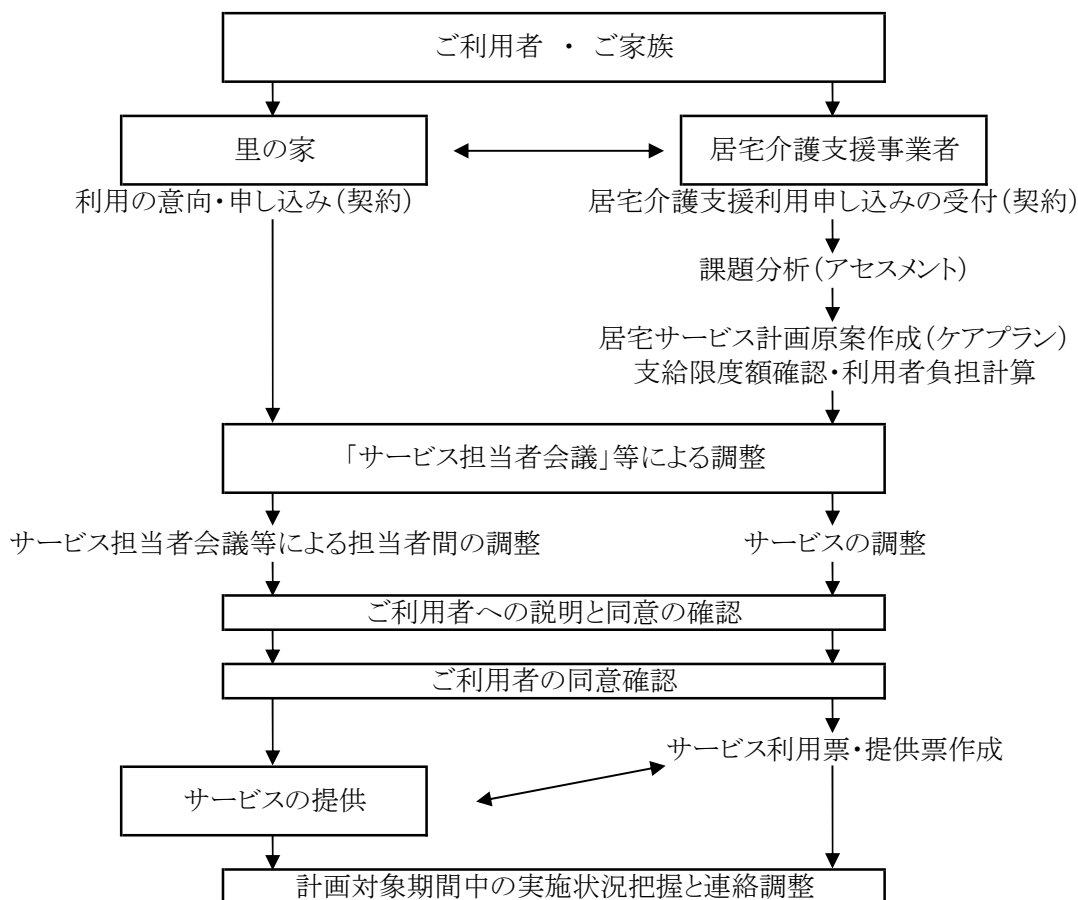 ご利用者 ・ ご家族
里の家
居宅介護支援事業者
利用の意向・申し込み(契約)
居宅介護支援利用申し込みの受付(契約)
課題分析(アセスメント)
居宅サービス計画原案作成(ケアプラン)
支給限度額確認・利用者負担計算
「サービス担当者会議」等による調整
サービス担当者会議等による担当者間の調整
サービスの調整
ご利用者への説明と同意の確認
ご利用者の同意確認
サービス利用票・提供票作成
サービスの提供
計画対象期間中の実施状況把握と連絡調整